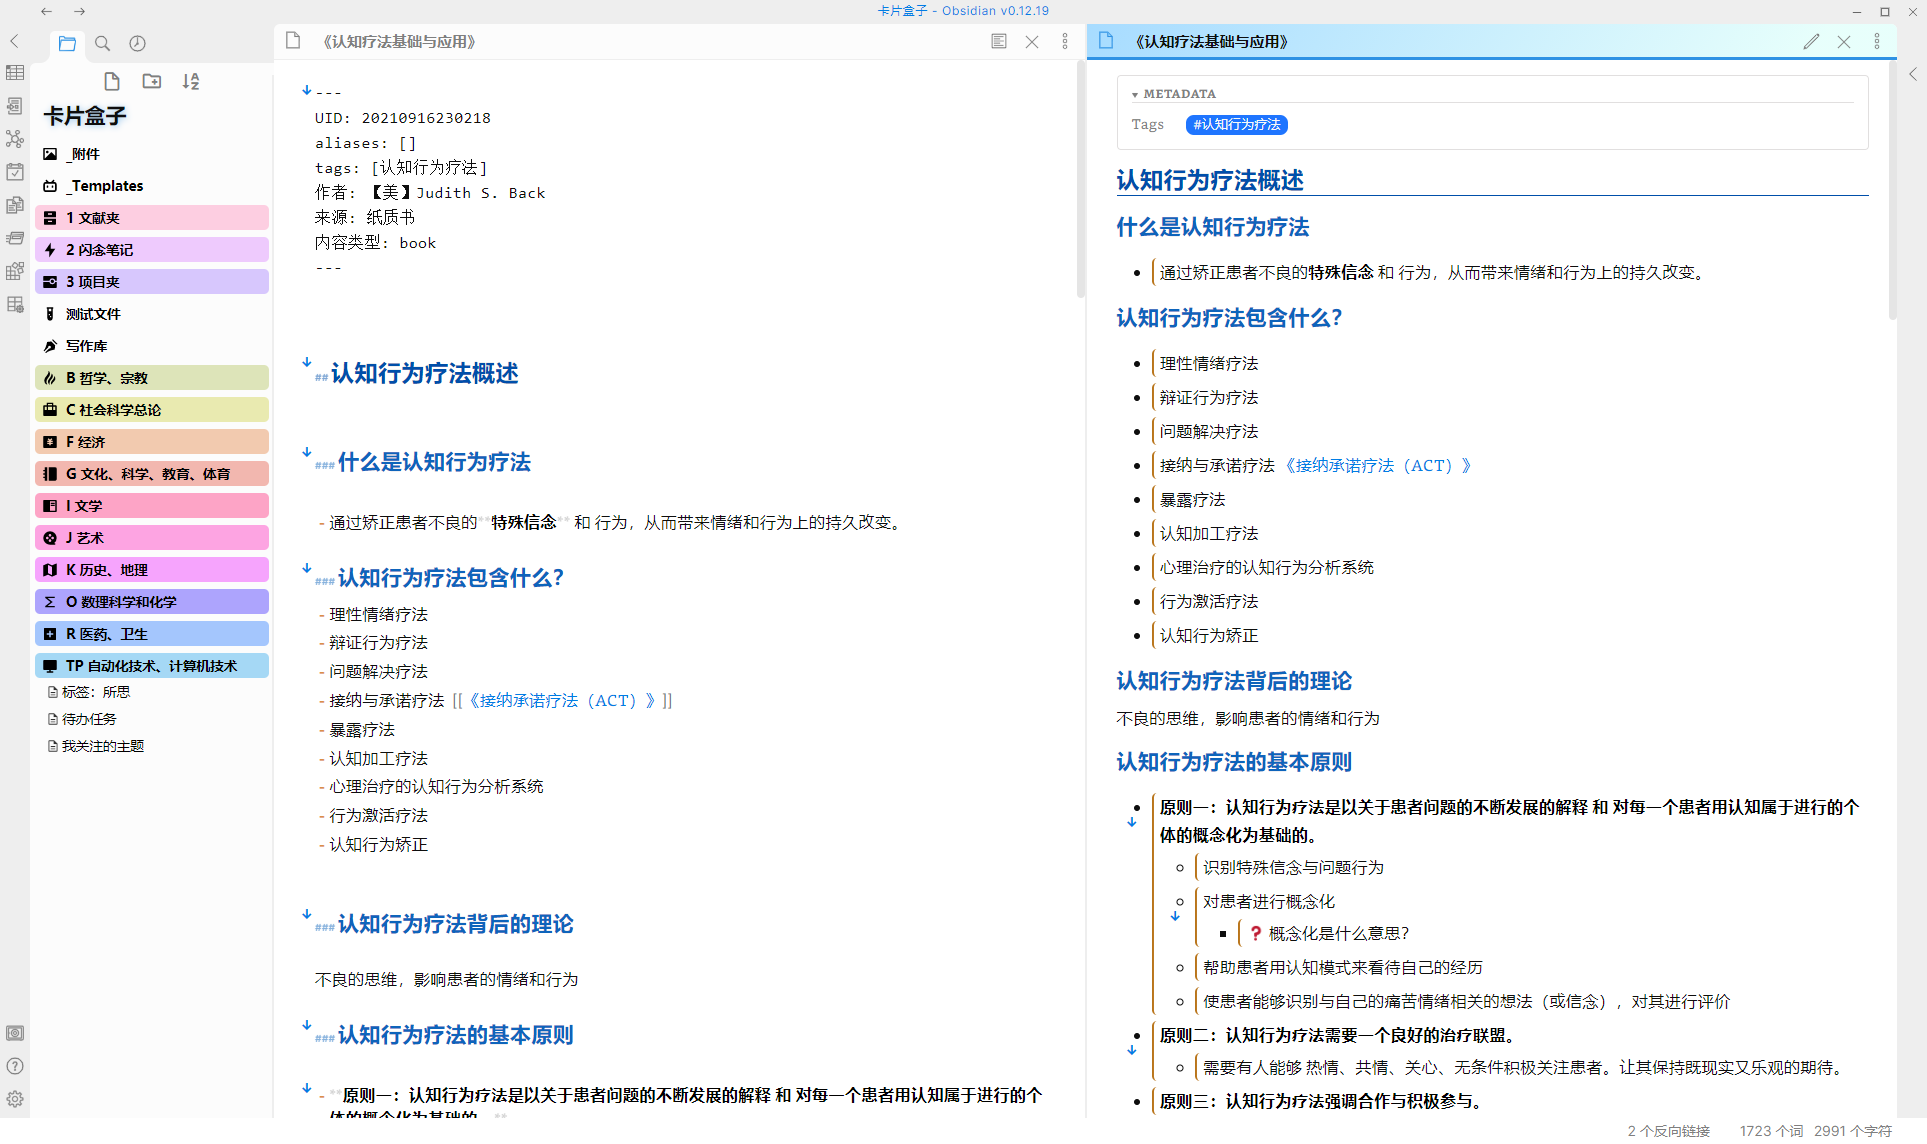 卡片盒子 - Obsidian v0.12.19
卡片盒子
_附件
_Templates
1 文献夹
2 闪念笔记
3 项目夹
测试文件
写作库
B 哲学、宗教
C 社会科学总论
F 经济
G 文化、科学、教育、体育
I 文学
J 艺术
K 历史、地理
O 数理科学和化学
R 医药、卫生
TP 自动化技术、计算机技术
标签：所思
待办任务
我关注的主题
《认知疗法基础与应用》
---
UID: 20210916230218
aliases: []
tags: [认知行为疗法]
作者: 【美】Judith S. Back
来源: 纸质书
内容类型: book
---
## 认知行为疗法概述
### 什么是认知行为疗法
- 通过矫正患者不良的**特殊信念** 和 行为，从而带来情绪和行为上的持久改变。
### 认知行为疗法包含什么？
- 理性情绪疗法
- 辩证行为疗法
- 问题解决疗法
- 接纳与承诺疗法 [[《接纳承诺疗法（ACT）》]]
- 暴露疗法
- 认知加工疗法
- 心理治疗的认知行为分析系统
- 行为激活疗法
- 认知行为矫正
### 认知行为疗法背后的理论
不良的思维，影响患者的情绪和行为
### 认知行为疗法的基本原则
- **原则一：认知行为疗法是以关于患者问题的不断发展的解释 和 对每一个患者用认知属于进行的个
体的概念化为基础的。**
《认知疗法基础与应用》
METADATA
Tags #认知行为疗法
认知行为疗法概述
什么是认知行为疗法
通过矫正患者不良的特殊信念 和 行为，从而带来情绪和行为上的持久改变。
认知行为疗法包含什么？
理性情绪疗法
辩证行为疗法
问题解决疗法
接纳与承诺疗法 《接纳承诺疗法（ACT）》
暴露疗法
认知加工疗法
心理治疗的认知行为分析系统
行为激活疗法
认知行为矫正
认知行为疗法背后的理论
不良的思维，影响患者的情绪和行为
认知行为疗法的基本原则
原则一：认知行为疗法是以关于患者问题的不断发展的解释 和 对每一个患者用认知属于进行的个
体的概念化为基础的。
识别特殊信念与问题行为
对患者进行概念化
❓ 概念化是什么意思？
帮助患者用认知模式来看待自己的经历
使患者能够识别与自己的痛苦情绪相关的想法（或信念），对其进行评价
原则二：认知行为疗法需要一个良好的治疗联盟。
需要有人能够 热情、共情、关心、无条件积极关注患者。让其保持既现实又乐观的期待。
原则三：认知行为疗法强调合作与积极参与。
2 个反向链接 1723 个词 2991 个字符